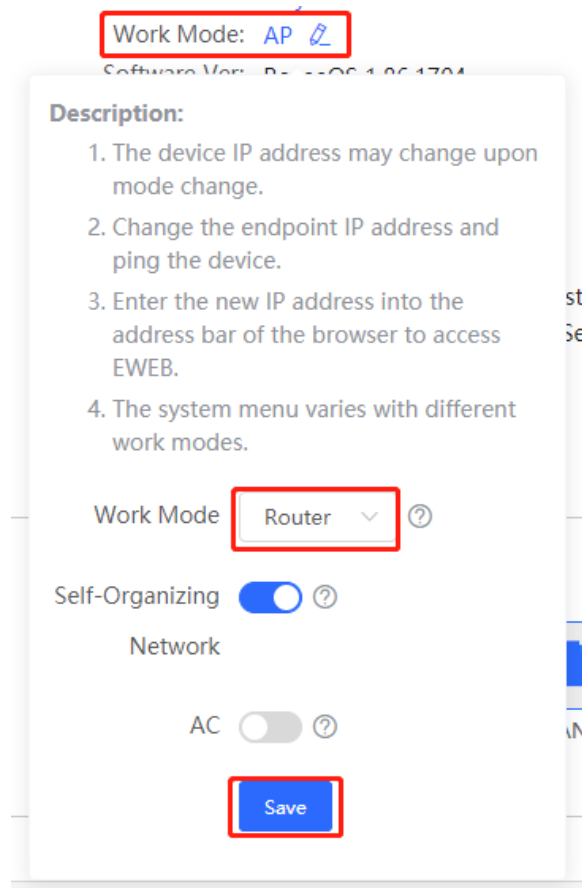 Work Mode: AP
Description:
1. The device IP address may change upon
mode change.
2. Change the endpoint IP address and
ping the device.
3. Enter the new IP address into the
address bar of the browser to access
EWEB.
4. The system menu varies with different
work modes.
Work Mode Router
Self-Organizing
Network
AC
Save